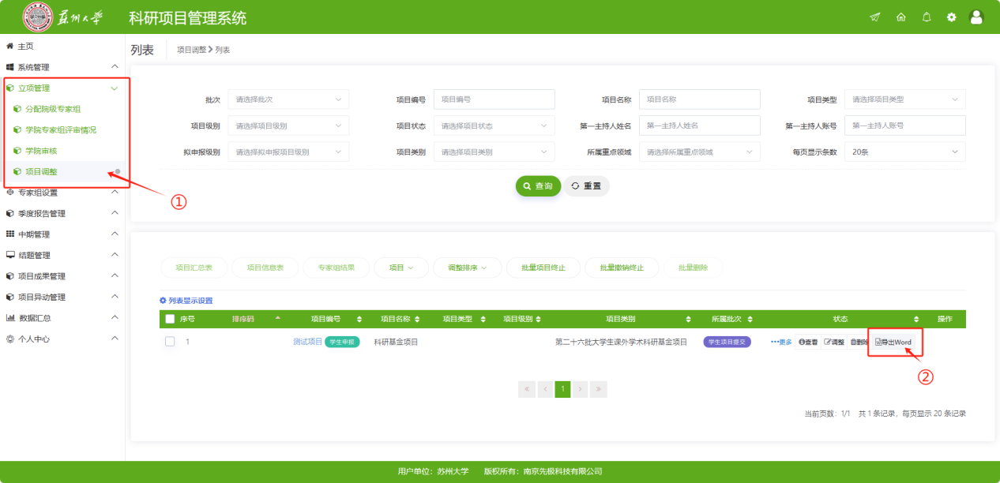 苏州大学 科研项目管理系统
主页
系统管理
立项管理
分配院级专家组
学院专家组评审情况
学院审核
项目调整
①
专家组设置
季度报告管理
中期管理
结题管理
项目成果管理
项目异动管理
数据汇总
个人中心
列表 项目调整 列表
批次 请选择批次 项目编号 项目编号 项目名称 项目名称 项目类型 请选择项目类型
项目级别 请选择项目级别 项目状态 请选择项目状态 第一主持人姓名 第一主持人姓名 第一主持人账号 第一主持人账号
拟申报级别 请选择拟申报项目级别 项目类别 请选择项目类别 所属重点领域 请选择所属重点领域 每页显示条数 20条
查询 重置
项目汇总表 项目信息表 专家组结果 项目 调整排序 批量项目终止 批量撤销终止 批量删除
列表显示设置
序号 排序码 项目编号 项目名称 项目类型 项目级别 项目类别 所属批次 状态 操作
1 测试项目 学生申报 科研基金项目 第二十六批大学生课外学术科研基金项目 学生项目提交 •••更多 查看 调整 删除 导出Word
②
« ‹ 1 › »
当前页数: 1/1 共 1 条记录, 每页显示 20 条记录
用户单位: 苏州大学 版权所有: 南京先极科技有限公司